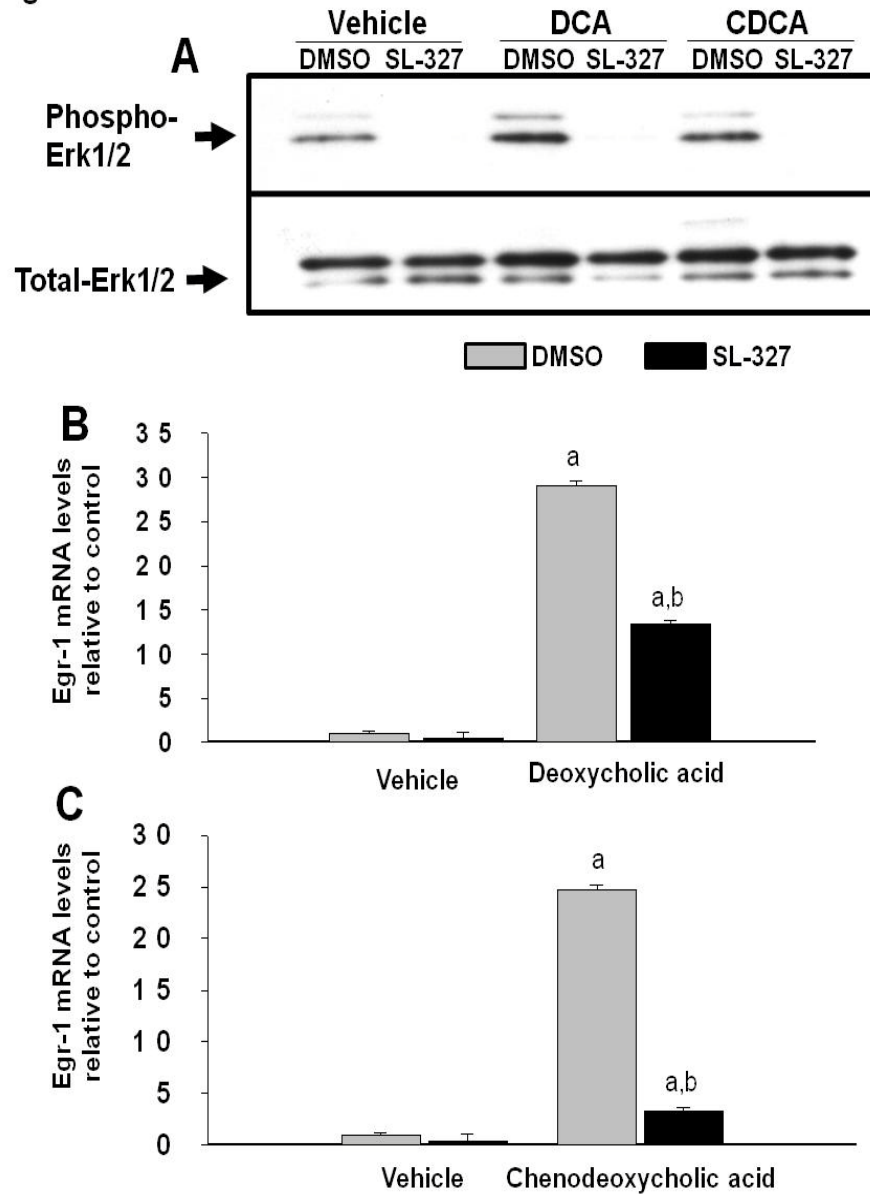 Vehicle DCA CDCA
A DMSO SL-327 DMSO SL-327 DMSO SL-327
Phospho-
Erk1/2
Total-Erk1/2
DMSO SL-327
B
Egr-1 mRNA levels
relative to control
35
30
25
20
15
10
5
0
a
a,b
Vehicle Deoxycholic acid
C
Egr-1 mRNA levels
relative to control
30
25
20
15
10
5
0
a
a,b
Vehicle Chenodeoxycholic acid